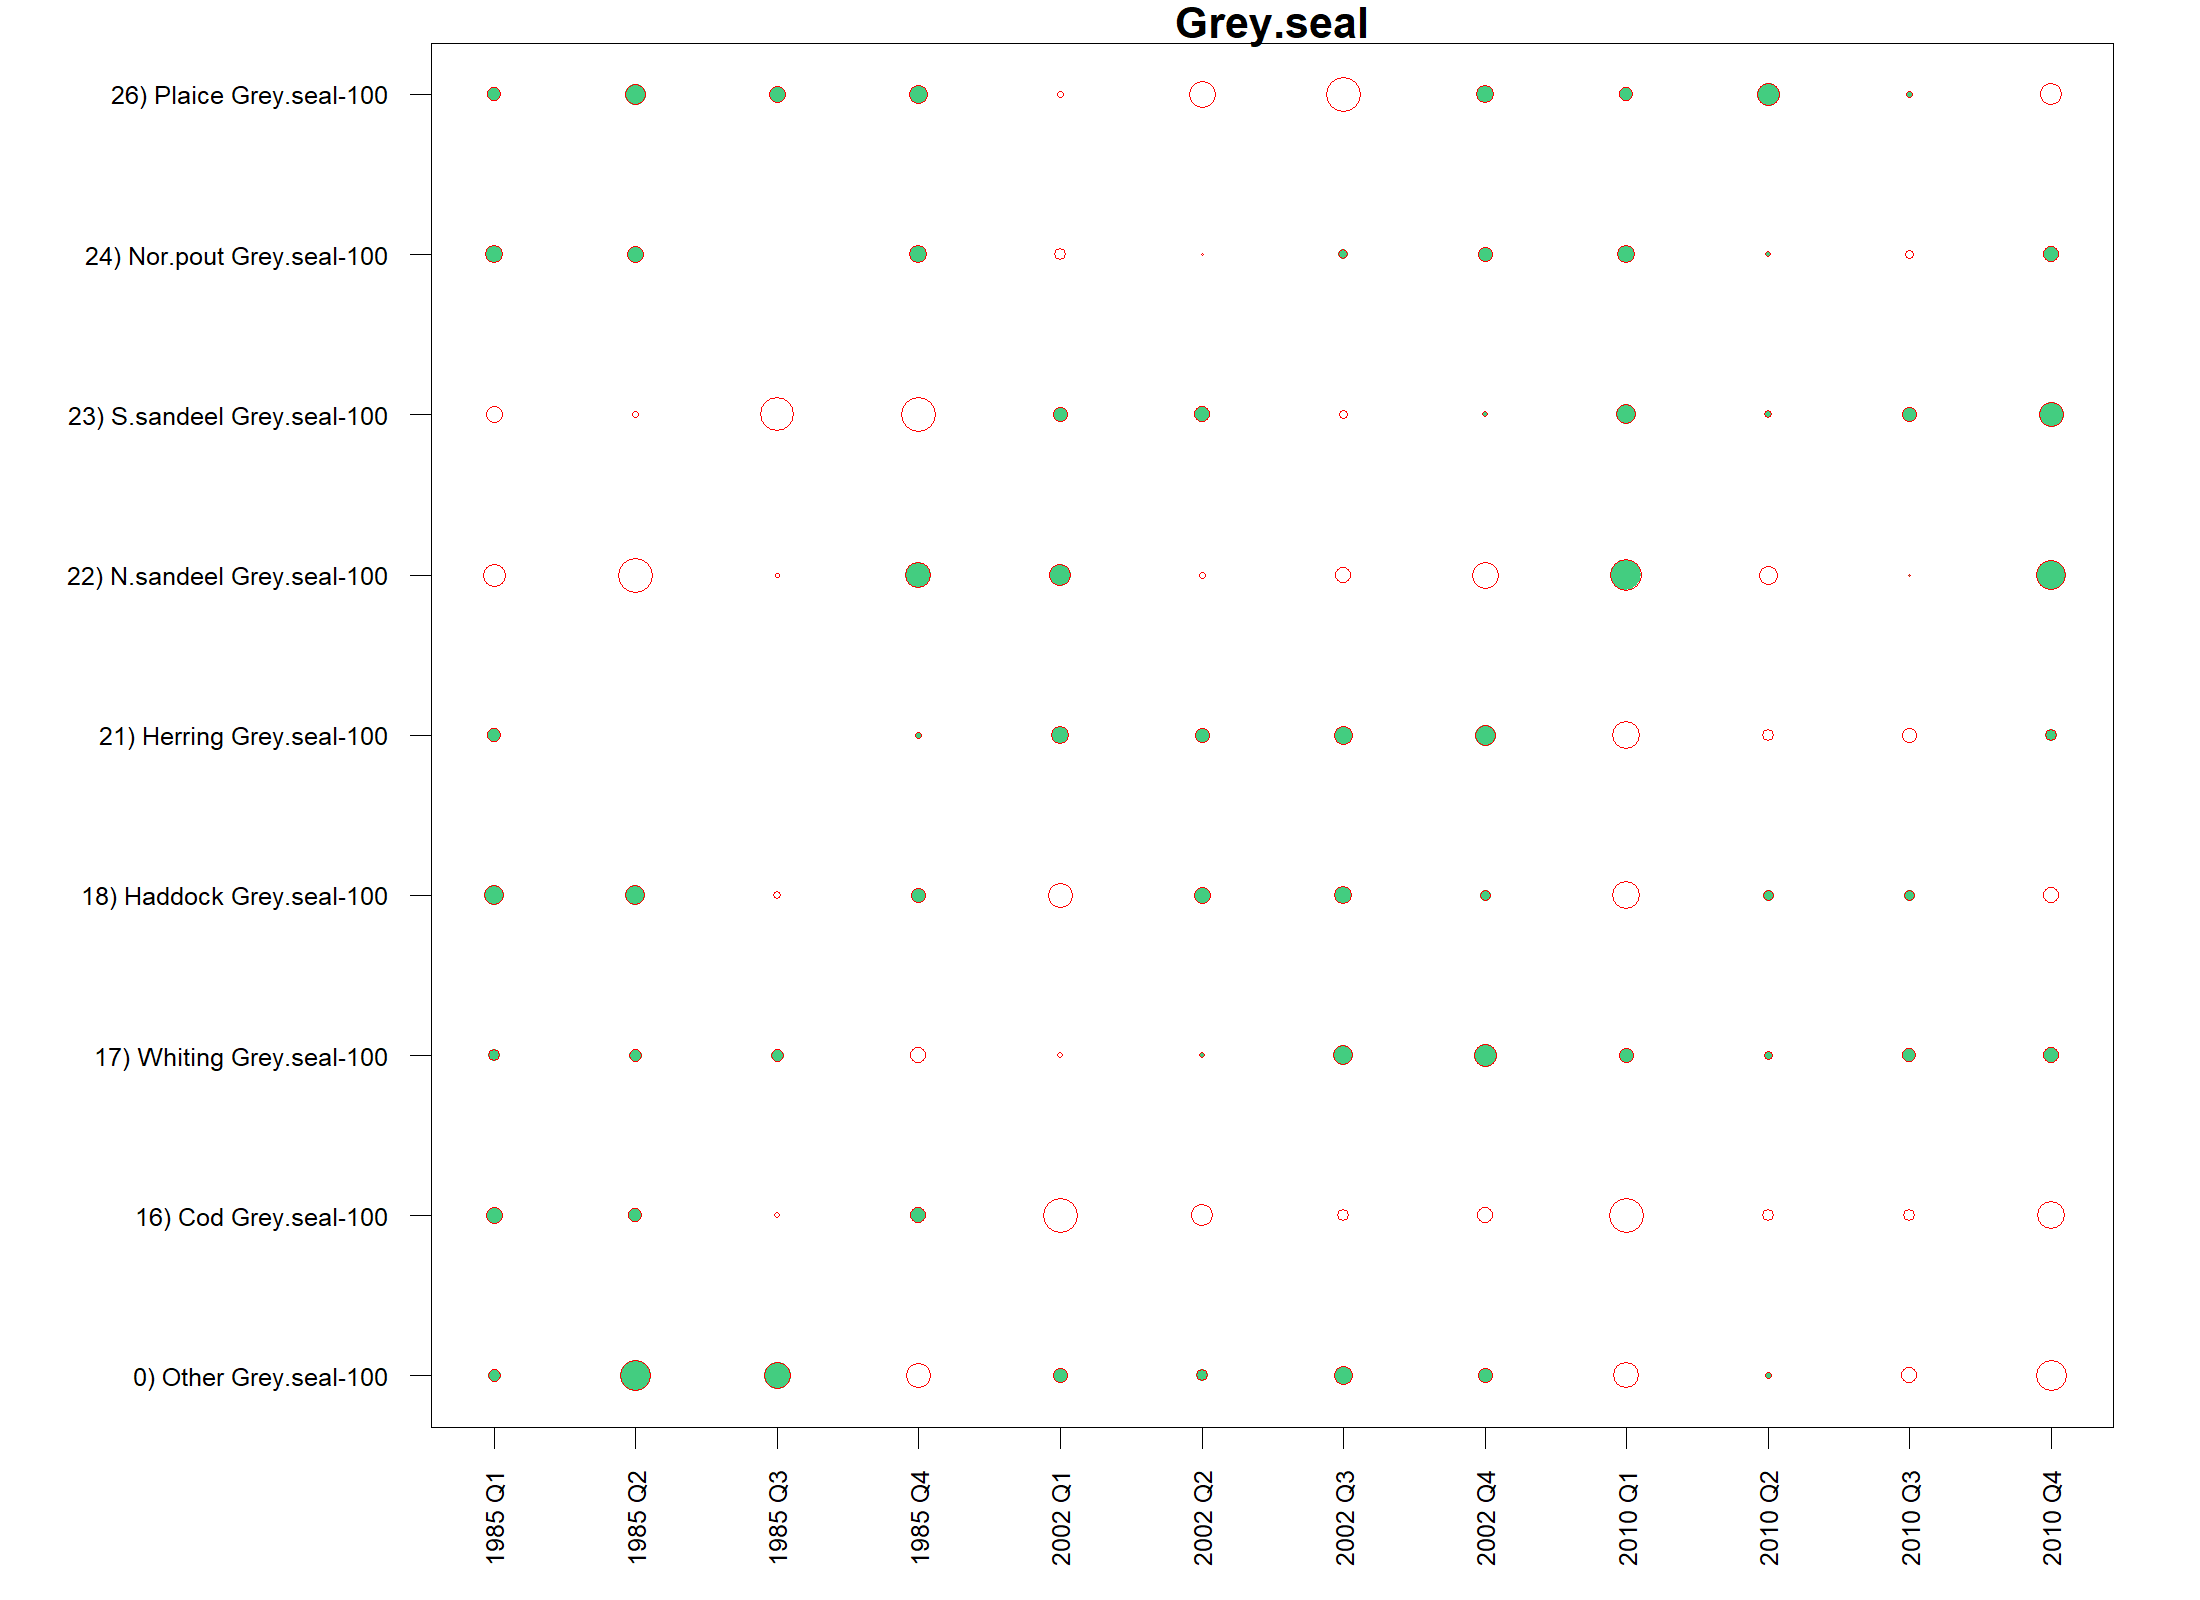 Grey.seal
26) Plaice Grey.seal-100
24) Nor.pout Grey.seal-100
23) S.sandeel Grey.seal-100
22) N.sandeel Grey.seal-100
21) Herring Grey.seal-100
18) Haddock Grey.seal-100
17) Whiting Grey.seal-100
16) Cod Grey.seal-100
0) Other Grey.seal-100
1985 Q1
1985 Q2
1985 Q3
1985 Q4
2002 Q1
2002 Q2
2002 Q3
2002 Q4
2010 Q1
2010 Q2
2010 Q3
2010 Q4